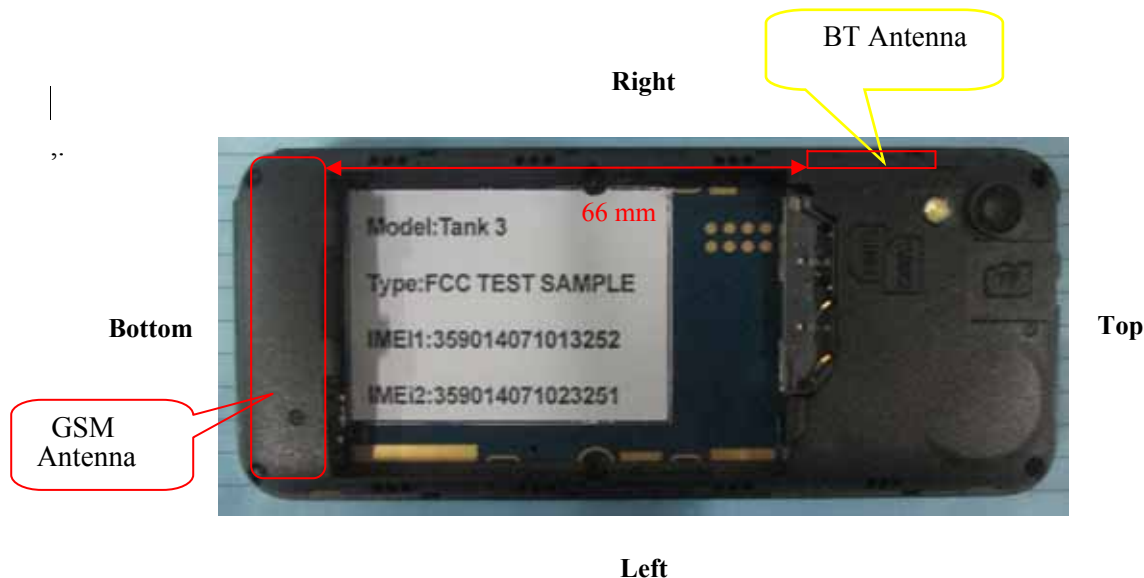 BT Antenna
Right
,.
66 mm
Model:Tank 3
Type:FCC TEST SAMPLE
IMEI1:359014071013252
Bottom
Top
IMEi2:359014071023251
GSM
Antenna
Left